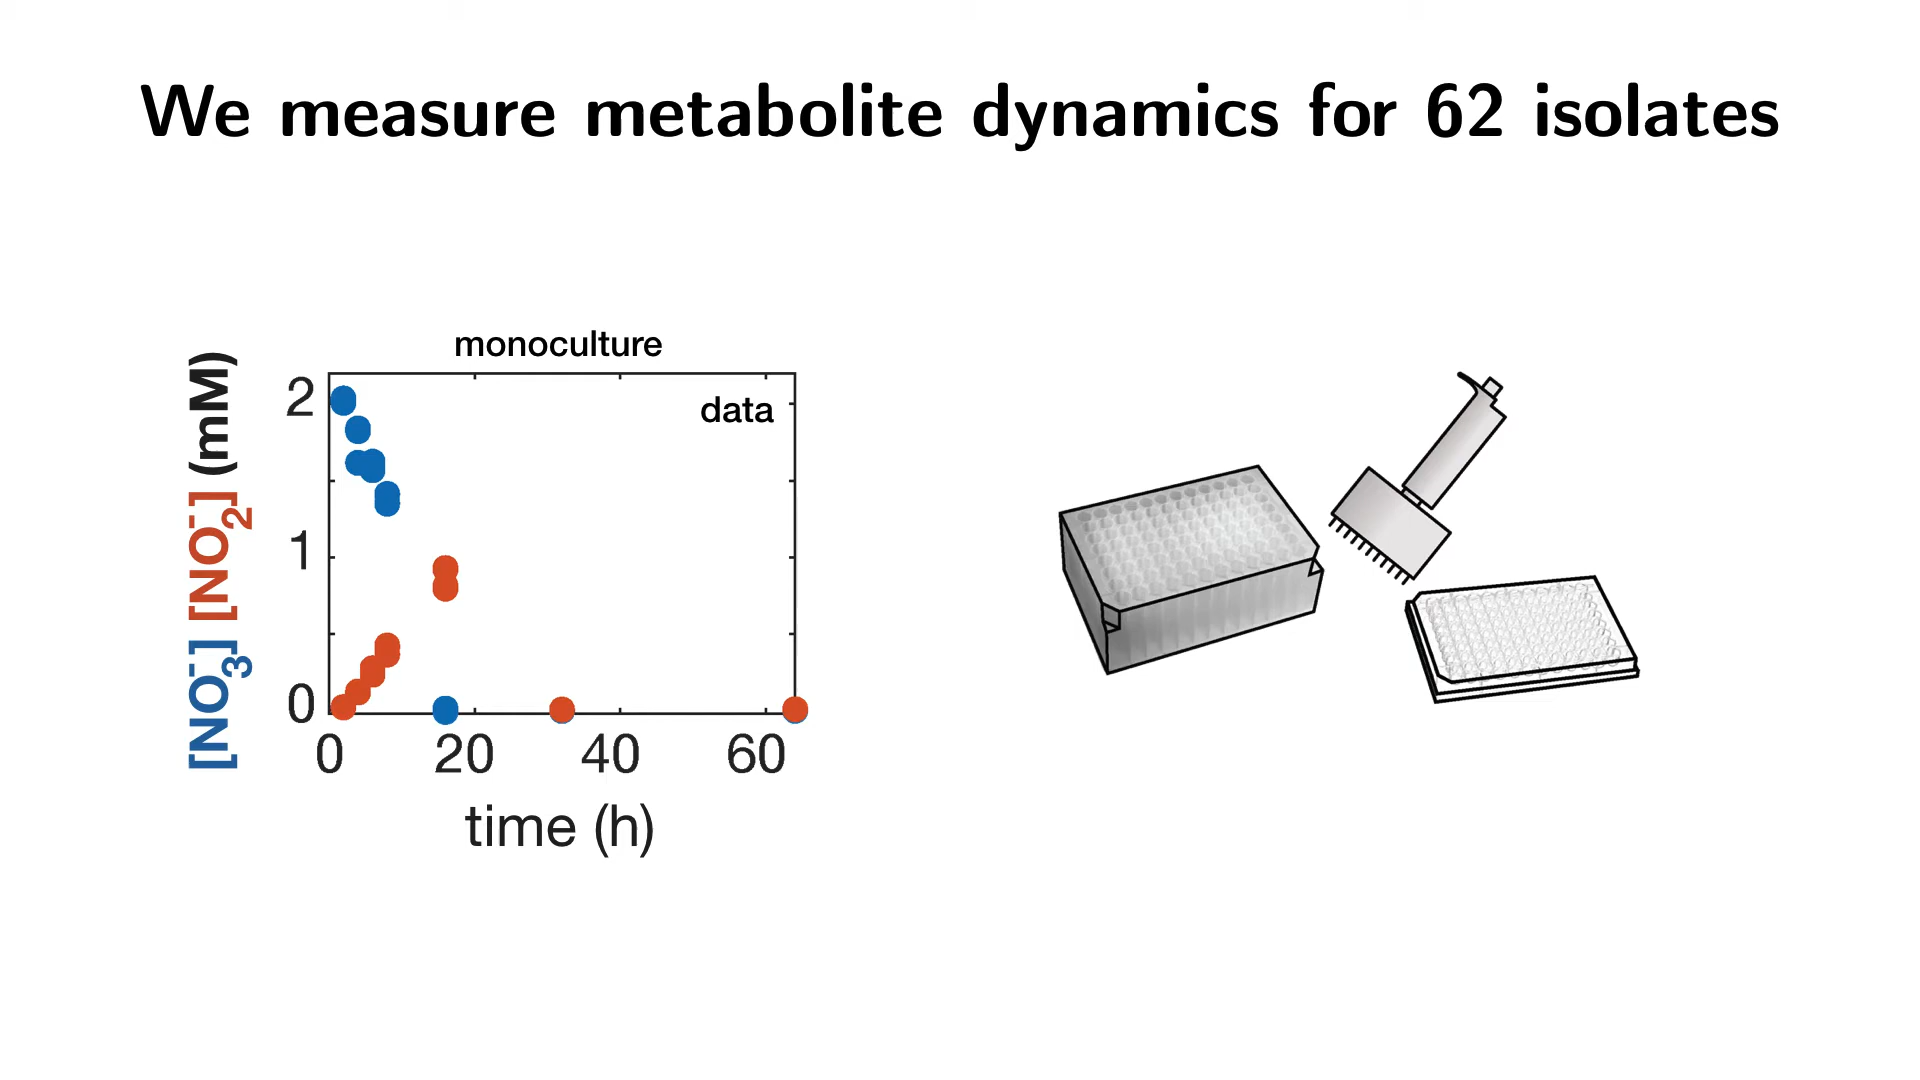 We measure metabolite dynamics for 62 isolates
monoculture
data
[NO₃⁻] [NO₂⁻] (mM)
2
1
0
0 20 40 60
time (h)